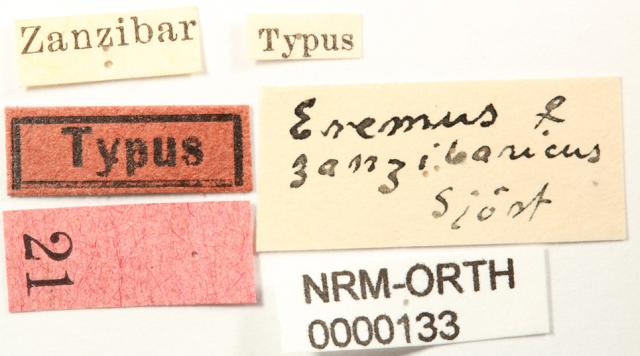 Zanzibar
Typus
Typus
Eremus
zanzibaricus
Sjöst
21
NRM-ORTH
0000133